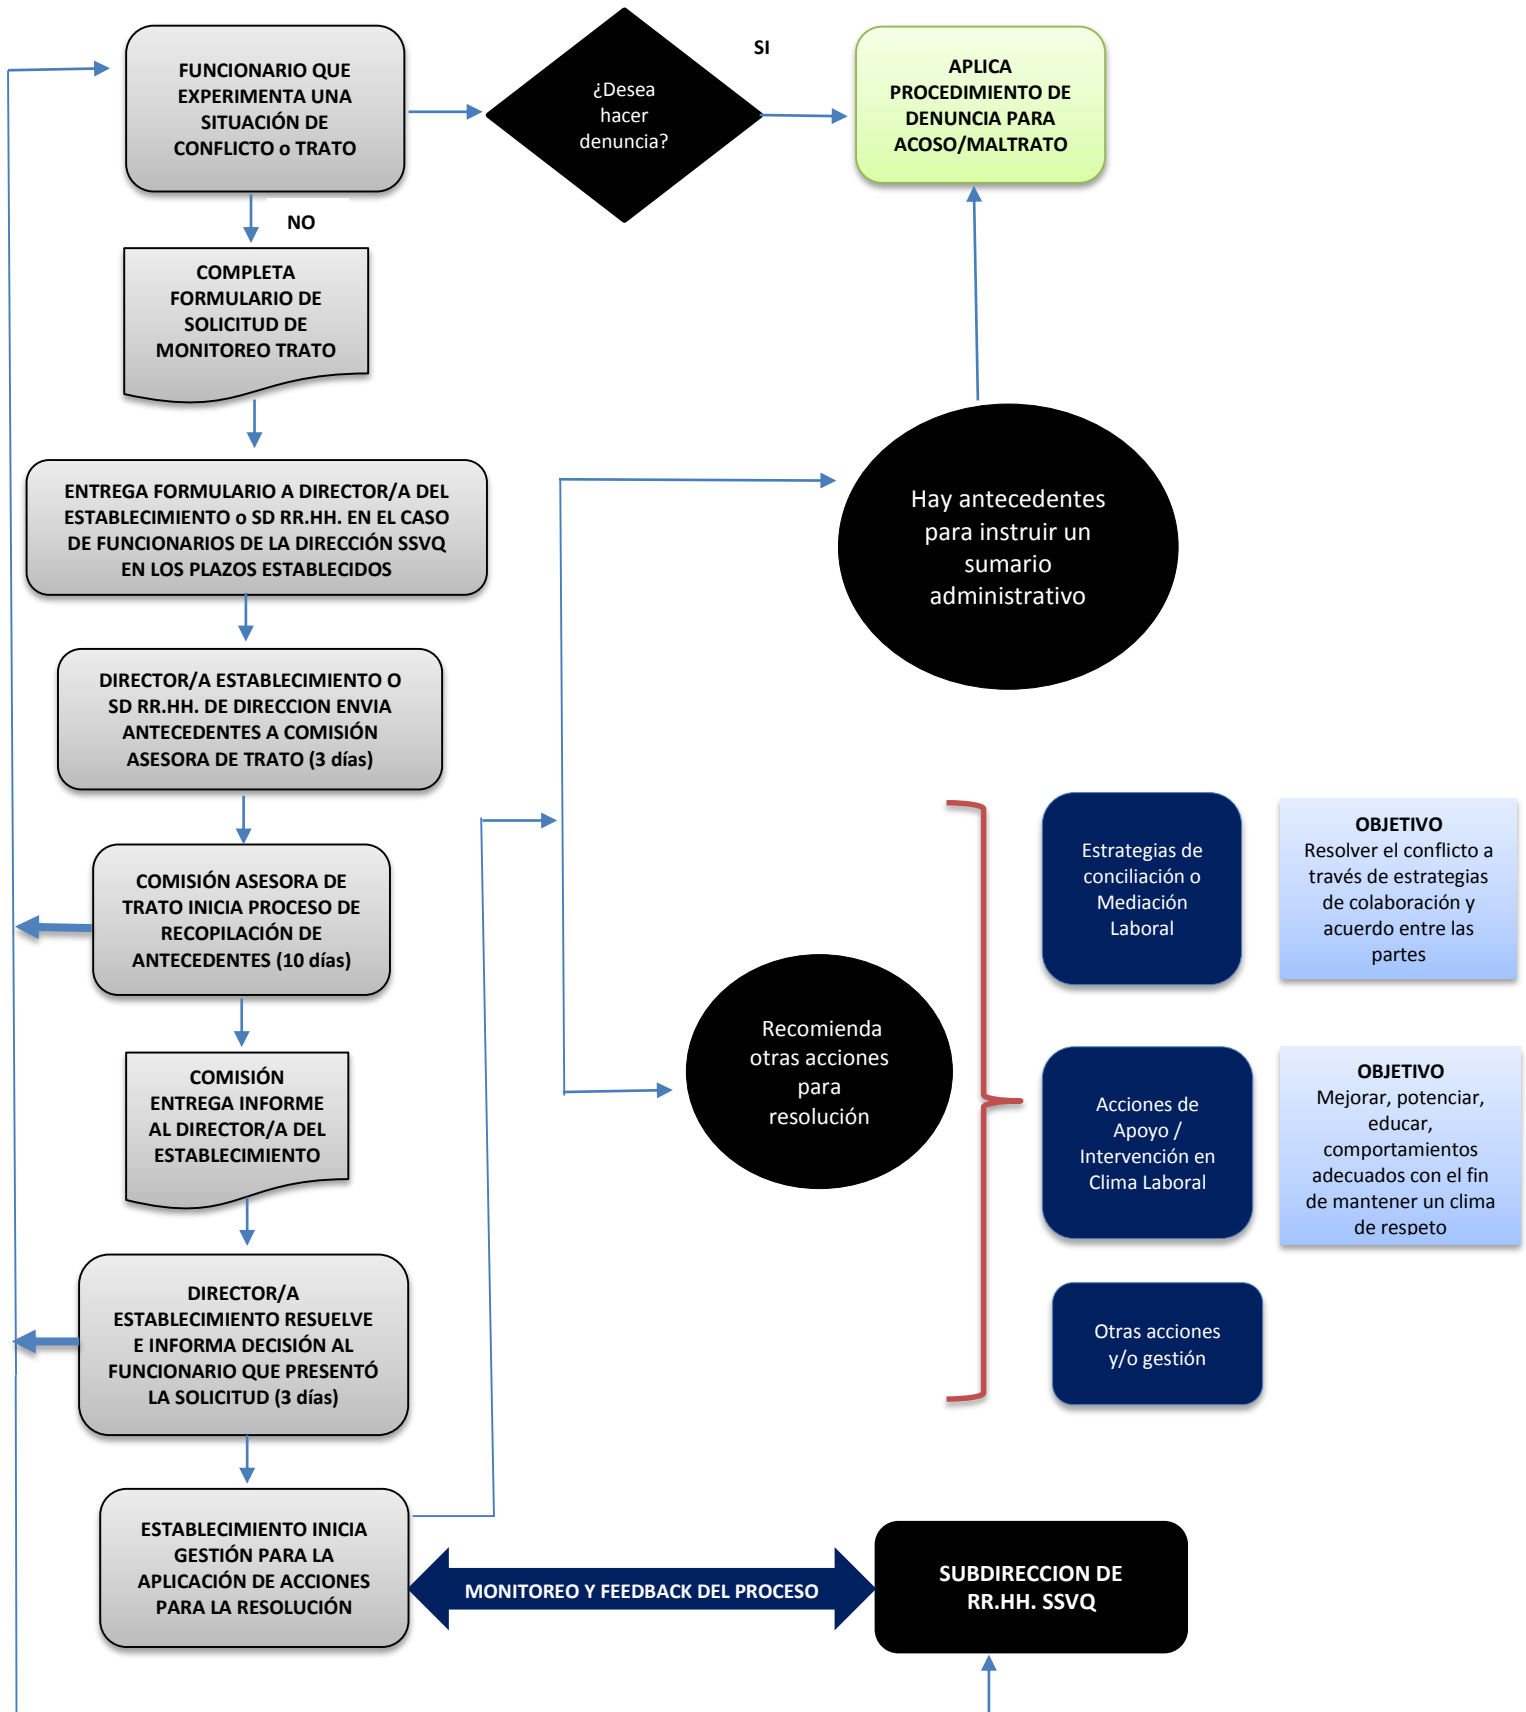 FUNCIONARIO QUE
EXPERIMENTA UNA
SITUACIÓN DE
CONFLICTO o TRATO
¿Desea
hacer
denuncia?
SI
APLICA
PROCEDIMIENTO DE
DENUNCIA PARA
ACOSO/MALTRATO
NO
COMPLETA
FORMULARIO DE
SOLICITUD DE
MONITOREO TRATO
ENTREGA FORMULARIO A DIRECTOR/A DEL
ESTABLECIMIENTO o SD RR.HH. EN EL CASO
DE FUNCIONARIOS DE LA DIRECCIÓN SSVQ
EN LOS PLAZOS ESTABLECIDOS
Hay antecedentes
para instruir un
sumario
administrativo
DIRECTOR/A ESTABLECIMIENTO O
SD RR.HH. DE DIRECCION ENVIA
ANTECEDENTES A COMISIÓN
ASESORA DE TRATO (3 días)
COMISIÓN ASESORA DE
TRATO INICIA PROCESO DE
RECOPILACIÓN DE
ANTECEDENTES (10 días)
Estrategias de
conciliación o
Mediación
Laboral
OBJETIVO
Resolver el conflicto a
través de estrategias
de colaboración y
acuerdo entre las
partes
Recomienda
otras acciones
para
resolución
COMISIÓN
ENTREGA INFORME
AL DIRECTOR/A DEL
ESTABLECIMIENTO
Acciones de
Apoyo /
Intervención en
Clima Laboral
OBJETIVO
Mejorar, potenciar,
educar,
comportamientos
adecuados con el fin
de mantener un clima
de respeto
DIRECTOR/A
ESTABLECIMIENTO RESUELVE
E INFORMA DECISIÓN AL
FUNCIONARIO QUE PRESENTÓ
LA SOLICITUD (3 días)
Otras acciones
y/o gestión
ESTABLECIMIENTO INICIA
GESTIÓN PARA LA
APLICACIÓN DE ACCIONES
PARA LA RESOLUCIÓN
MONITOREO Y FEEDBACK DEL PROCESO
SUBDIRECCION DE
RR.HH. SSVQ